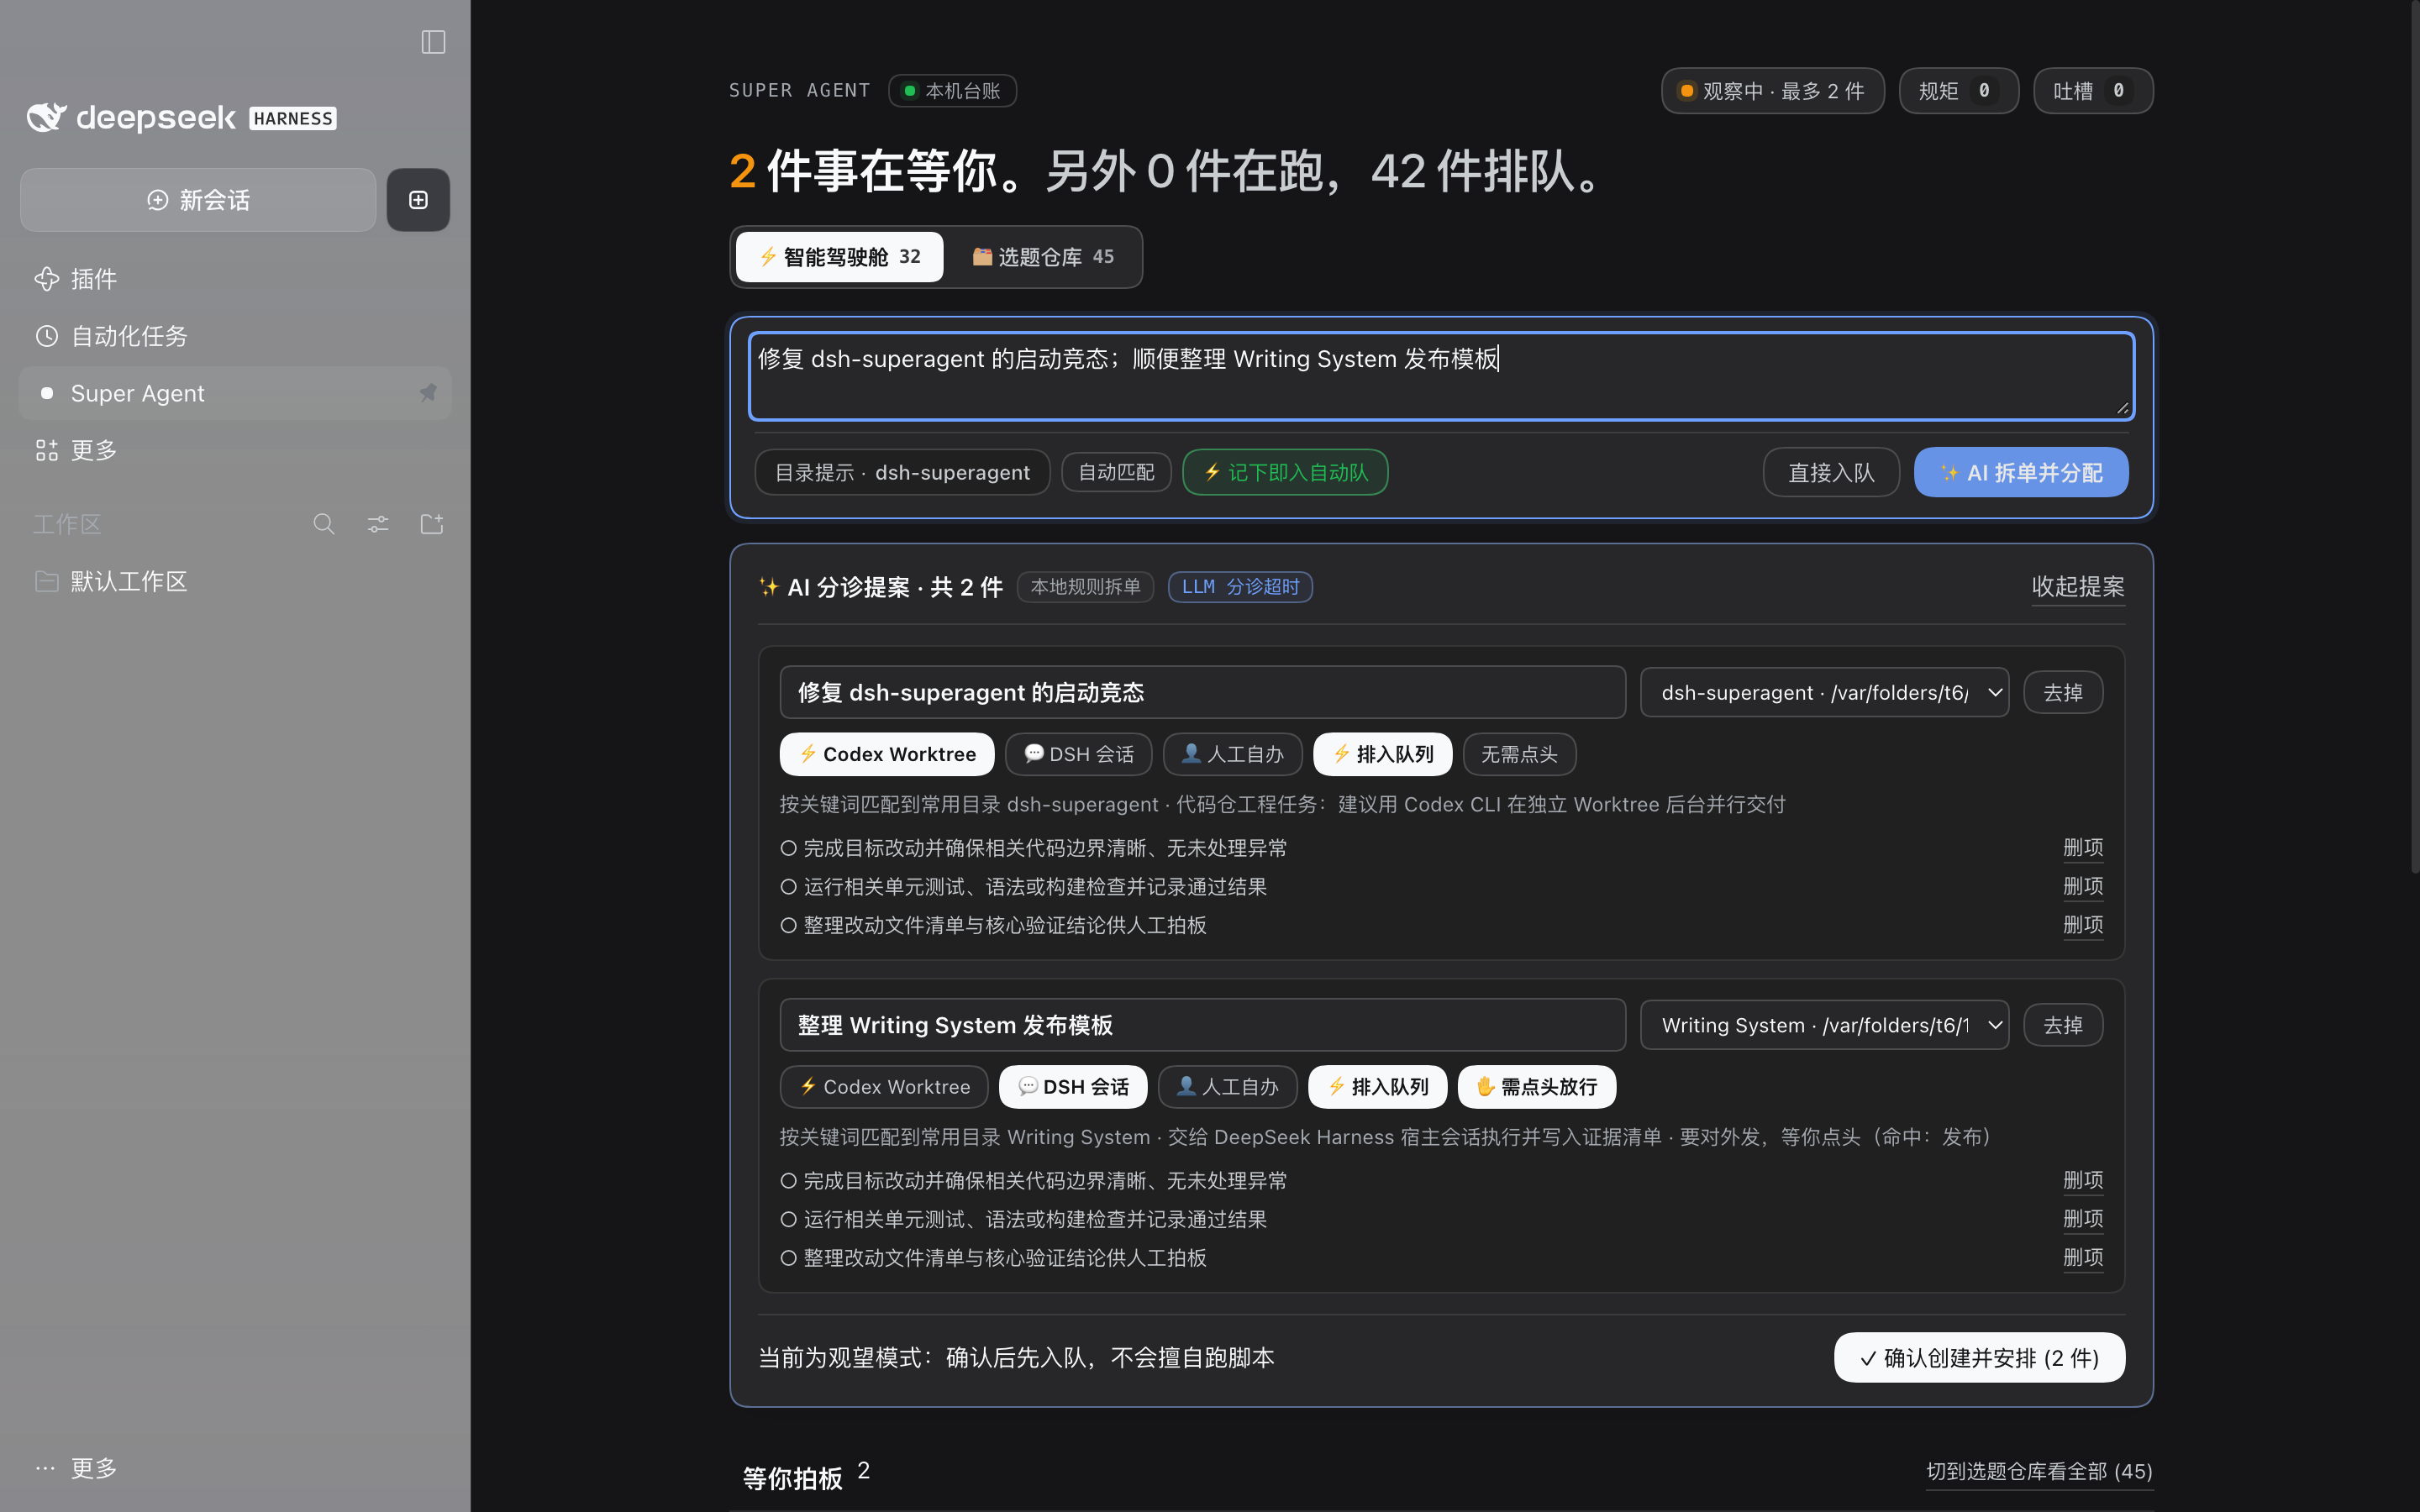 deepseek HARNESS
新会话
插件
自动化任务
Super Agent
更多
工作区
默认工作区
更多
SUPER AGENT 本机台账 观察中 · 最多 2 件 规矩 0 吐槽 0
2 件事在等你。另外 0 件在跑，42 件排队。
⚡ 智能驾驶舱 32 🗂️ 选题仓库 45
修复 dsh-superagent 的启动竞态；顺便整理 Writing System 发布模板
目录提示 · dsh-superagent 自动匹配 ⚡ 记下即入自动队 直接入队 ✨ AI 拆单并分配
✨ AI 分诊提案 · 共 2 件 本地规则拆单 LLM 分诊超时 收起提案
修复 dsh-superagent 的启动竞态 dsh-superagent · /var/folders/t6/ 去掉
⚡ Codex Worktree 💬 DSH 会话 👤 人工自办 ⚡ 排入队列 无需点头
按关键词匹配到常用目录 dsh-superagent · 代码仓工程任务：建议用 Codex CLI 在独立 Worktree 后台并行交付
○ 完成目标改动并确保相关代码边界清晰、无未处理异常 删项
○ 运行相关单元测试、语法或构建检查并记录通过结果 删项
○ 整理改动文件清单与核心验证结论供人工拍板 删项
整理 Writing System 发布模板 Writing System · /var/folders/t6/1 去掉
⚡ Codex Worktree 💬 DSH 会话 👤 人工自办 ⚡ 排入队列 ✋ 需点头放行
按关键词匹配到常用目录 Writing System · 交给 DeepSeek Harness 宿主会话执行并写入证据清单 · 要对外发，等你点头（命中：发布）
○ 完成目标改动并确保相关代码边界清晰、无未处理异常 删项
○ 运行相关单元测试、语法或构建检查并记录通过结果 删项
○ 整理改动文件清单与核心验证结论供人工拍板 删项
当前为观望模式：确认后先入队，不会擅自跑脚本 ✓ 确认创建并安排 (2 件)
等你拍板 2 切到选题仓库看全部 (45)